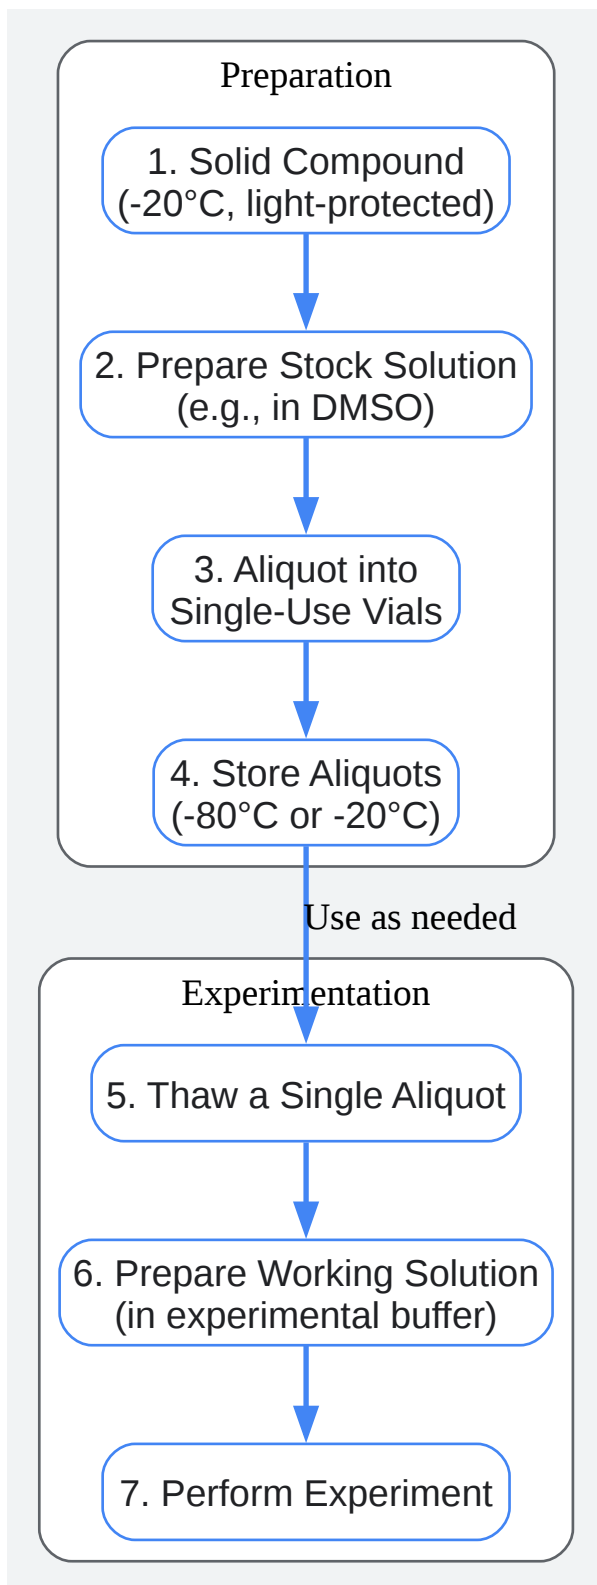 Preparation
1. Solid Compound
(-20°C, light-protected)
2. Prepare Stock Solution
(e.g., in DMSO)
3. Aliquot into
Single-Use Vials
4. Store Aliquots
(-80°C or -20°C)
Use as needed
Experimentation
5. Thaw a Single Aliquot
6. Prepare Working Solution
(in experimental buffer)
7. Perform Experiment